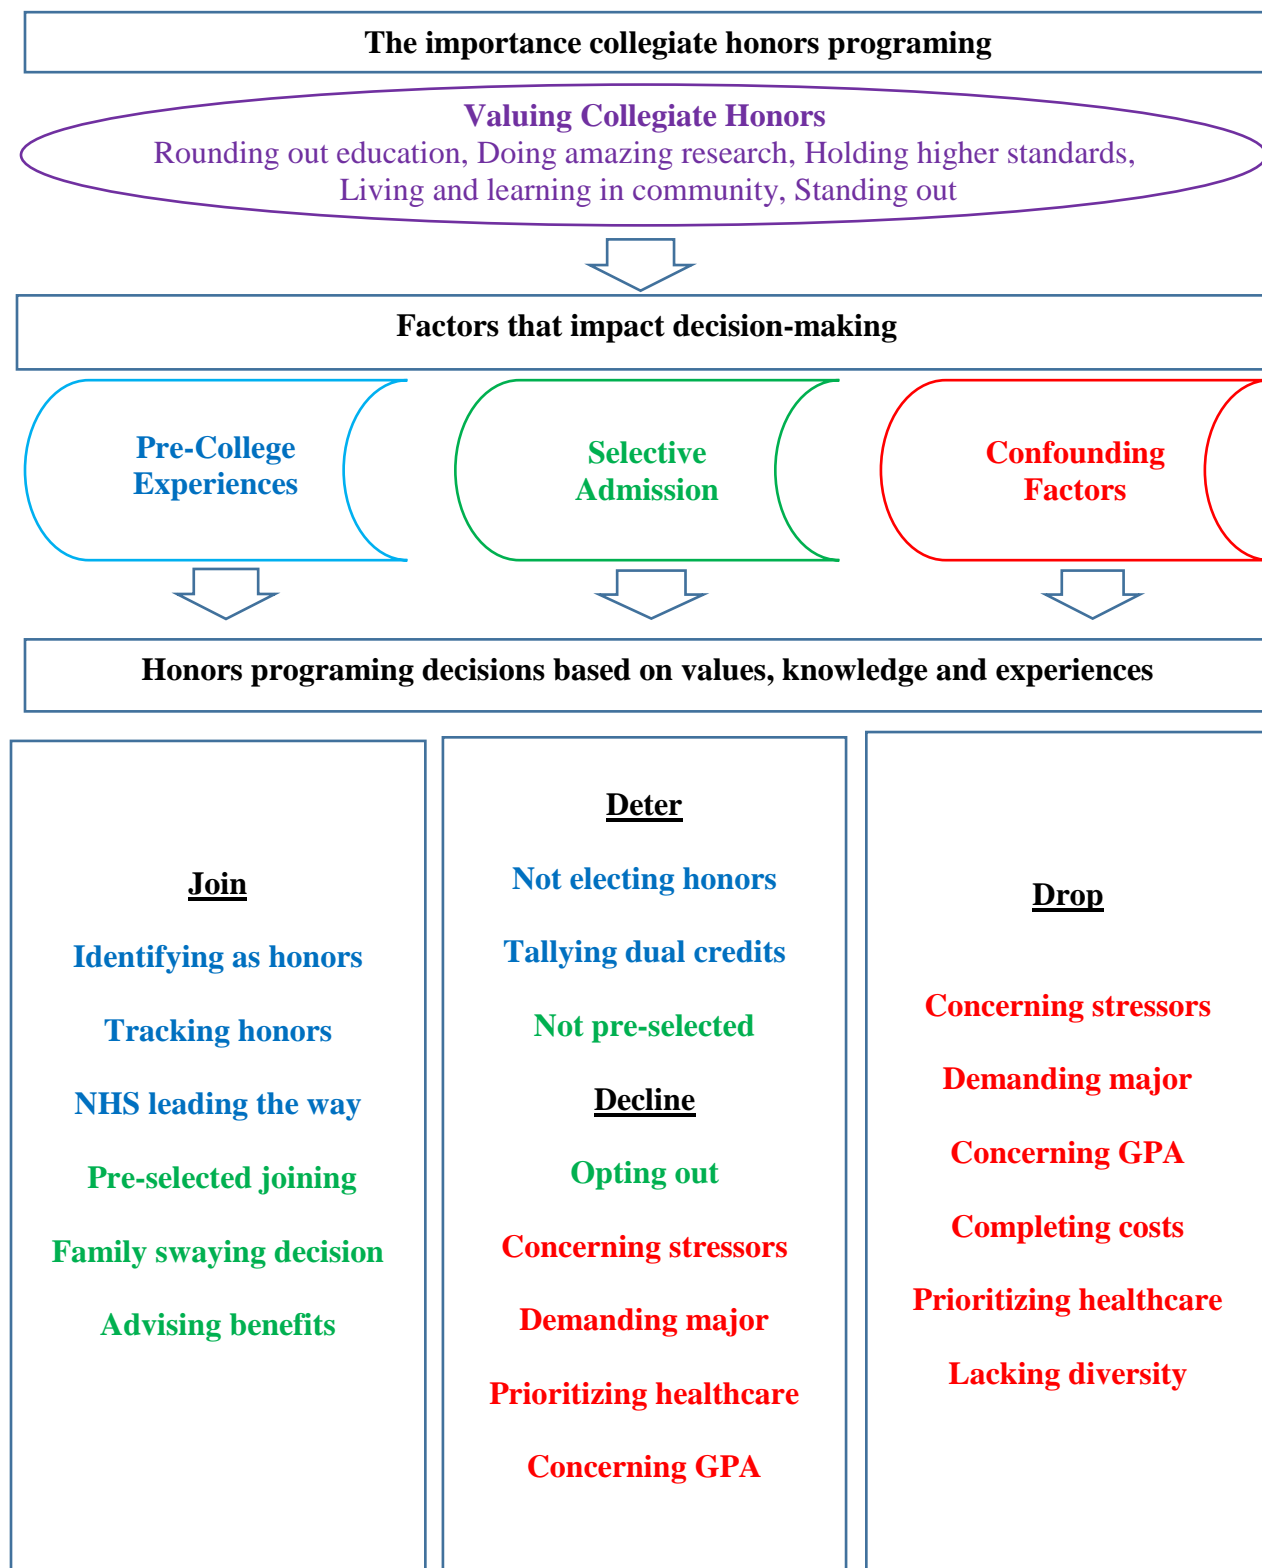 The importance collegiate honors programing
Valuing Collegiate Honors
Rounding out education, Doing amazing research, Holding higher standards,
Living and learning in community, Standing out
Factors that impact decision-making
Pre-College
Experiences
Selective
Admission
Confounding
Factors
Honors programing decisions based on values, knowledge and experiences
Join
Identifying as honors
Tracking honors
NHS leading the way
Pre-selected joining
Family swaying decision
Advising benefits
Deter
Not electing honors
Tallying dual credits
Not pre-selected
Decline
Opting out
Concerning stressors
Demanding major
Prioritizing healthcare
Concerning GPA
Drop
Concerning stressors
Demanding major
Concerning GPA
Completing costs
Prioritizing healthcare
Lacking diversity